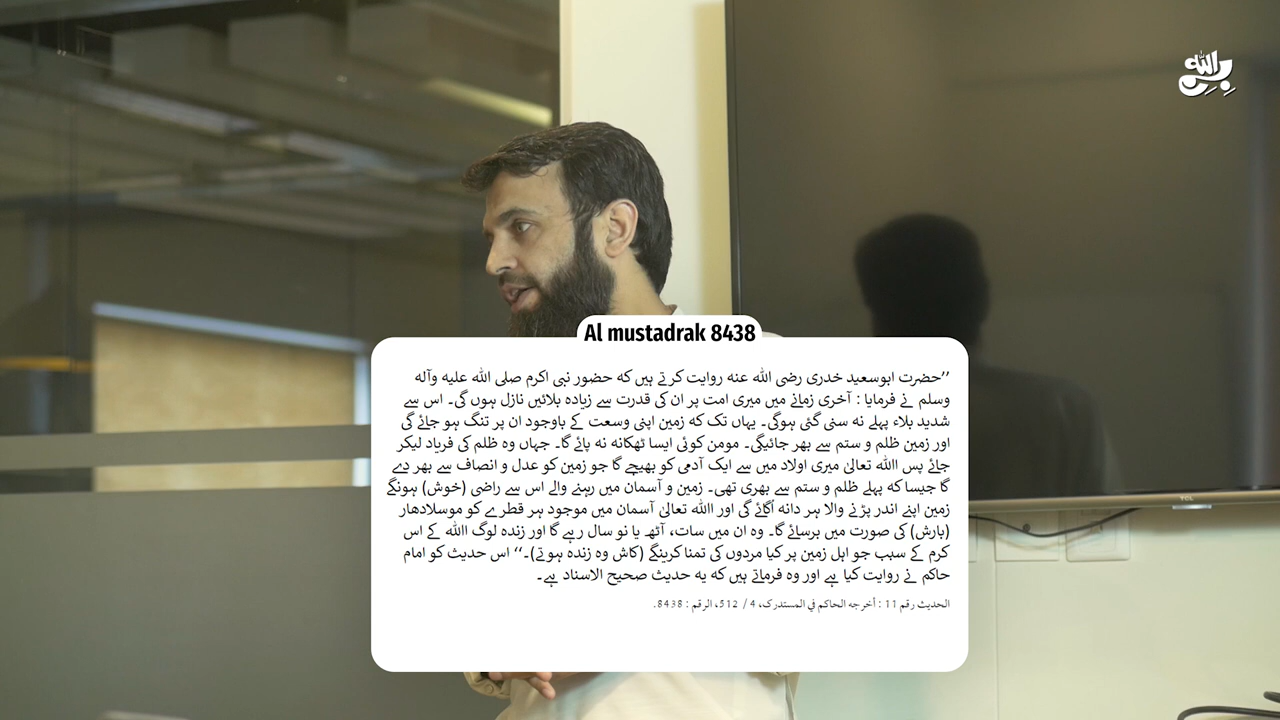 بسم الله
Al mustadrak 8438
’’حضرت ابوسعید خدری رضی اللہ عنہ روایت کرتے ہیں کہ حضور نبی اکرم صلی اللہ علیہ وآلہ
وسلم نے فرمایا : آخری زمانے میں میری امت پر ان کی قدرت سے زیادہ بلائیں نازل ہوں گی۔ اس سے
شدید بلاء پہلے نہ سنی گئی ہوگی۔ یہاں تک کہ زمین اپنی وسعت کے باوجود ان پر تنگ ہو جائے گی
اور زمین ظلم و ستم سے بھر جائیگی۔ مومن کوئی ایسا ٹھکانہ نہ پائے گا۔ جہاں وہ ظلم کی فریاد لیکر
جائے پس اﷲ تعالیٰ میری اولاد میں سے ایک آدمی کو بھیجے گا جو زمین کو عدل و انصاف سے بھر دے
گا جیسا کہ پہلے ظلم و ستم سے بھری تھی۔ زمین و آسمان میں رہنے والے اس سے راضی (خوش) ہونگے
زمین اپنے اندر پڑنے والا ہر دانہ اُگائے گی اور اﷲ تعالیٰ آسمان میں موجود ہر قطرے کو موسلادھار
(بارش) کی صورت میں برسائے گا۔ وہ ان میں سات، آٹھ یا نو سال رہے گا اور زندہ لوگ اﷲ کے اس
کرم کے سبب جو اہل زمین پر کیا مردوں کی تمنا کرینگے (کاش وہ زندہ ہوتے)۔‘‘ اس حدیث کو امام
حاکم نے روایت کیا ہے اور وہ فرماتے ہیں کہ یہ حدیث صحیح الاسناد ہے۔
الحديث رقم 11 : أخرجه الحاکم في المستدرک، 4 / 512، الرقم : 8438.
TCL